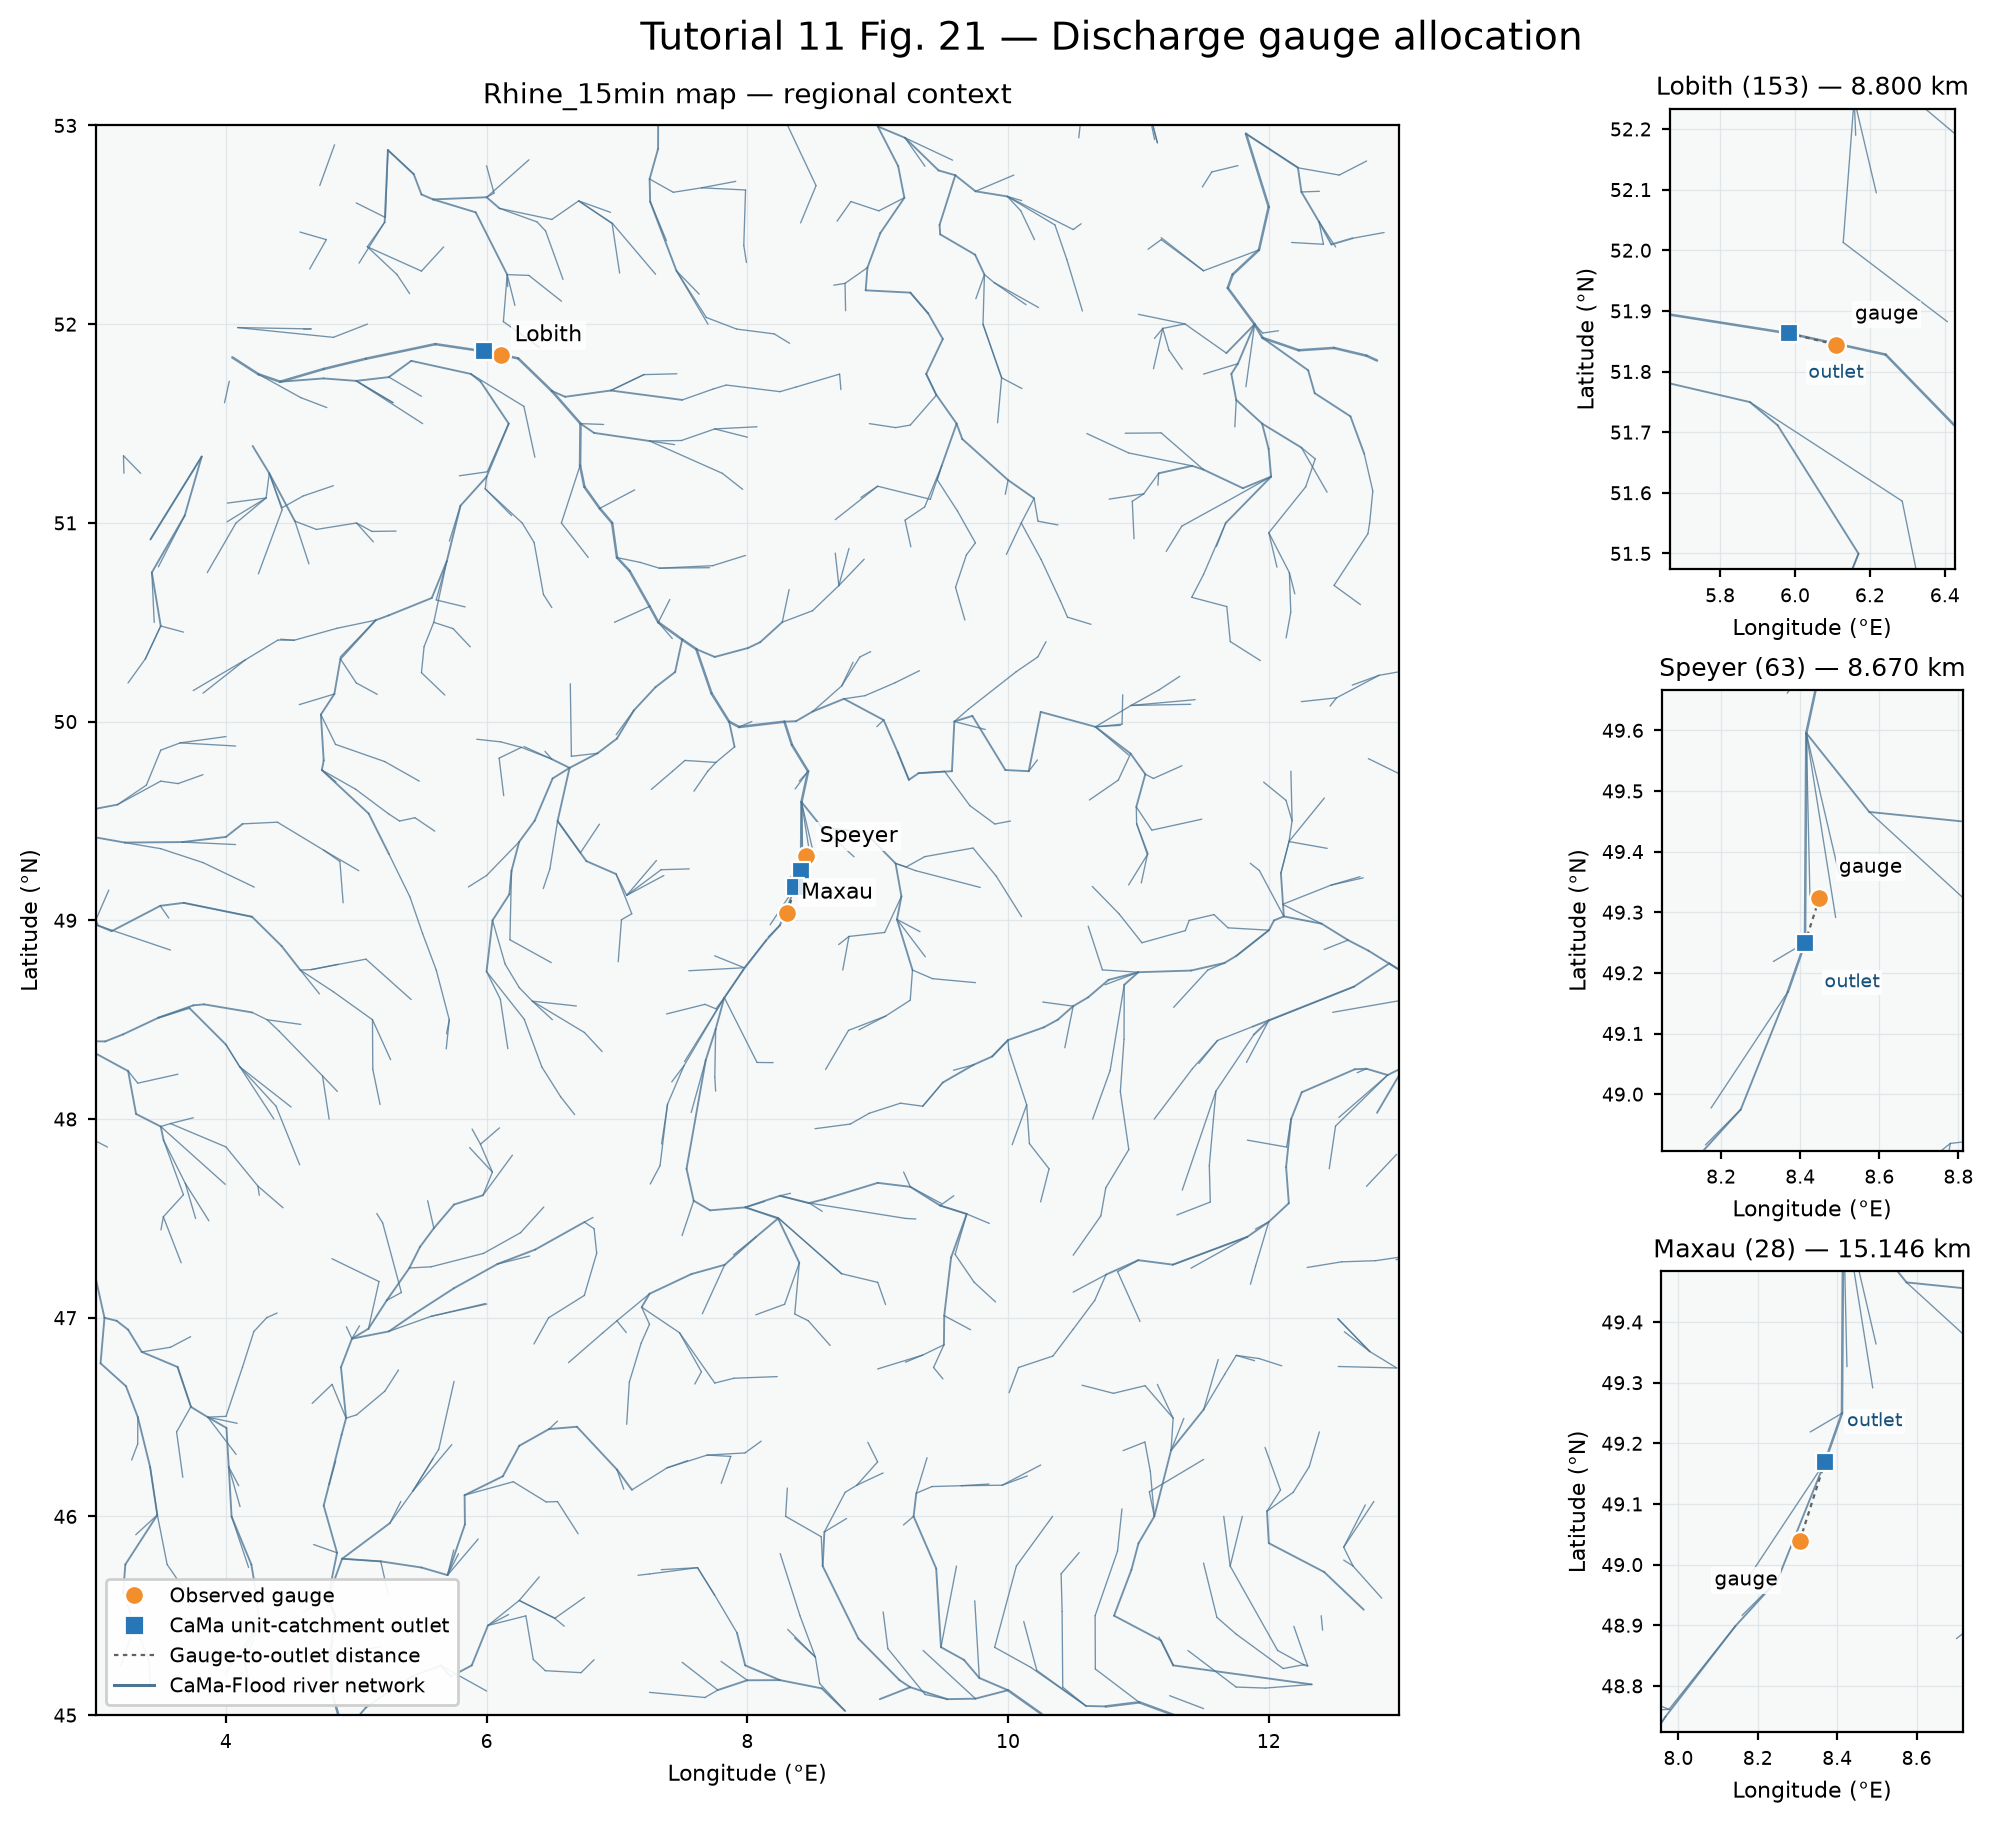 Tutorial 11 Fig. 21 — Discharge gauge allocation
Rhine_15min map — regional context
53
52
51
50
49
48
47
46
45
Latitude (°N)
4
6
8
10
12
Longitude (°E)
Lobith
Speyer
Maxau
Observed gauge
CaMa unit-catchment outlet
Gauge-to-outlet distance
CaMa-Flood river network
Lobith (153) — 8.800 km
52.2
52.1
52.0
51.9
51.8
51.7
51.6
51.5
Latitude (°N)
gauge
outlet
5.8
6.0
6.2
6.4
Longitude (°E)
Speyer (63) — 8.670 km
49.6
49.5
49.4
49.3
49.2
49.1
49.0
Latitude (°N)
gauge
outlet
8.2
8.4
8.6
8.8
Longitude (°E)
Maxau (28) — 15.146 km
49.4
49.3
49.2
49.1
49.0
48.9
48.8
Latitude (°N)
outlet
gauge
8.0
8.2
8.4
8.6
Longitude (°E)